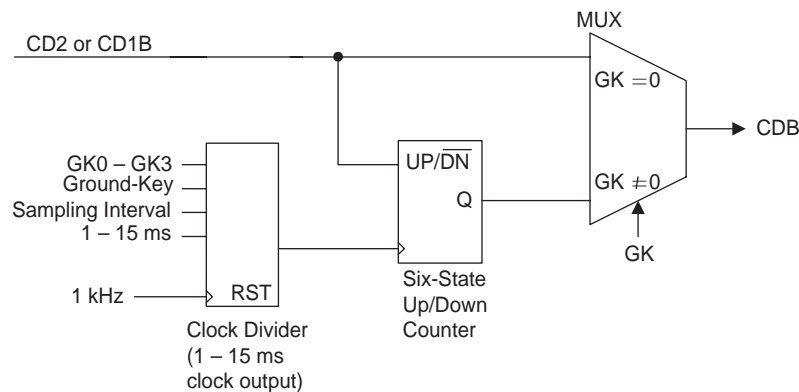 MUX
CD2 or CD1B
GK = 0
CDB
GK0 – GK3
Ground-Key
Sampling Interval
1 – 15 ms
UP/D̅N̅
Q
GK ≠ 0
GK
1 kHz
RST
Six-State
Up/Down
Counter
Clock Divider
(1 – 15 ms
clock output)